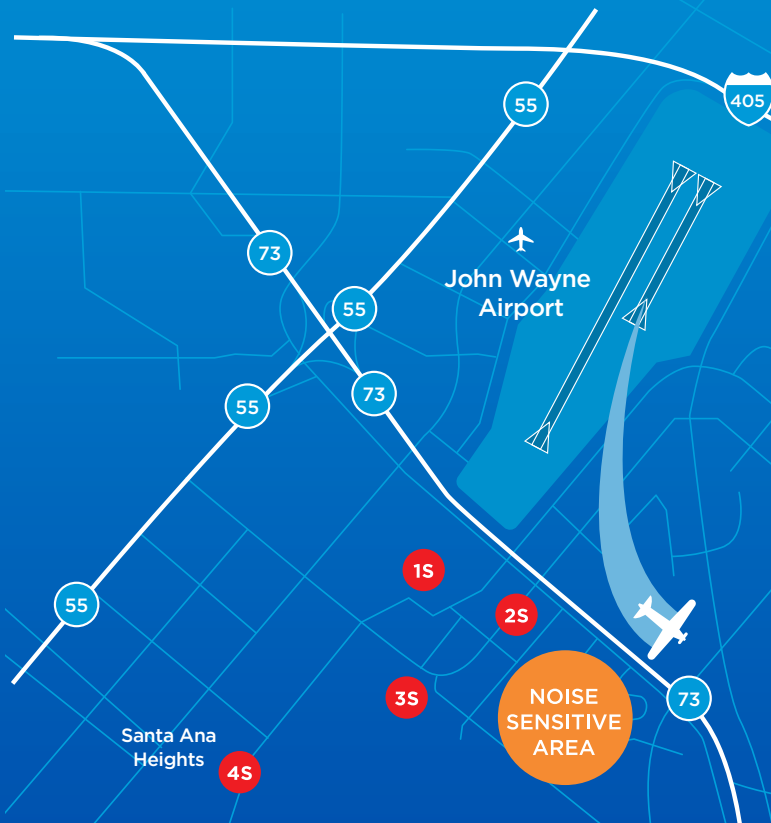 405
55
73
John Wayne
Airport
55
73
55
1S
55
2S
3S
NOISE
SENSITIVE
AREA
73
Santa Ana
Heights
4S